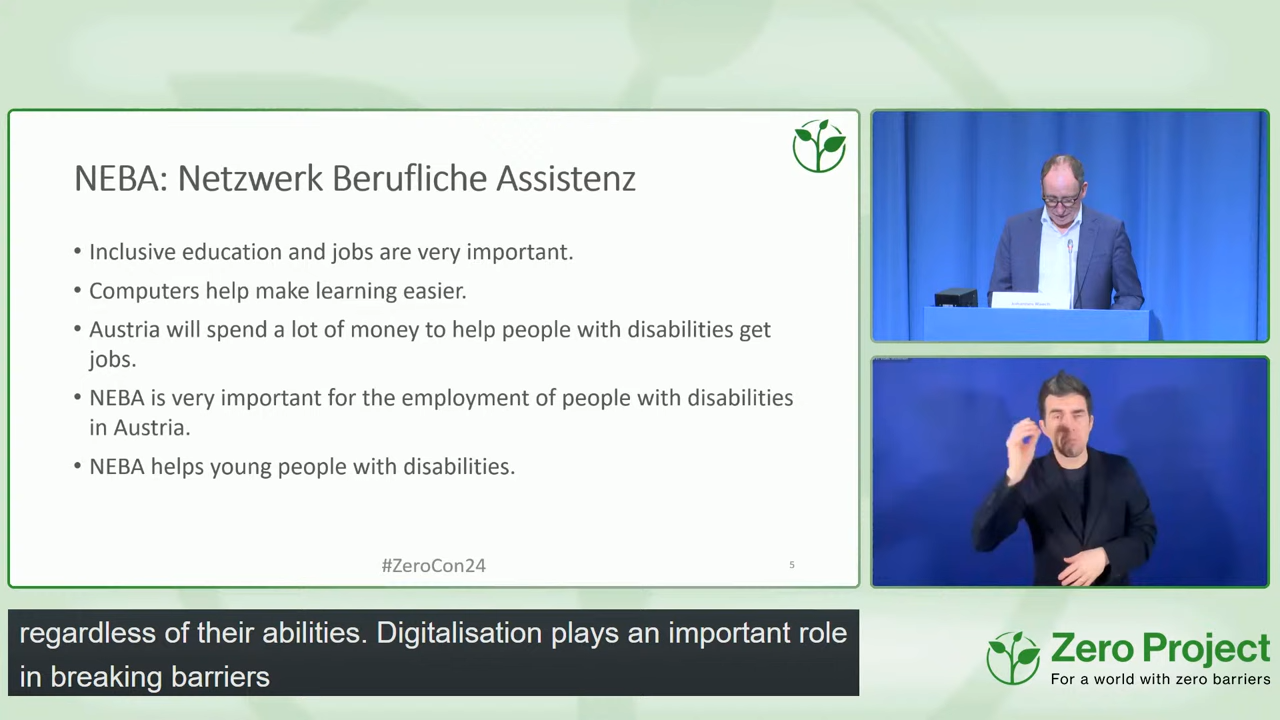 NEBA: Netzwerk Berufliche Assistenz
• Inclusive education and jobs are very important.
• Computers help make learning easier.
• Austria will spend a lot of money to help people with disabilities get
jobs.
• NEBA is very important for the employment of people with disabilities
in Austria.
• NEBA helps young people with disabilities.
#ZeroCon24
5
regardless of their abilities. Digitalisation plays an important role
in breaking barriers
Zero Project
For a world with zero barriers